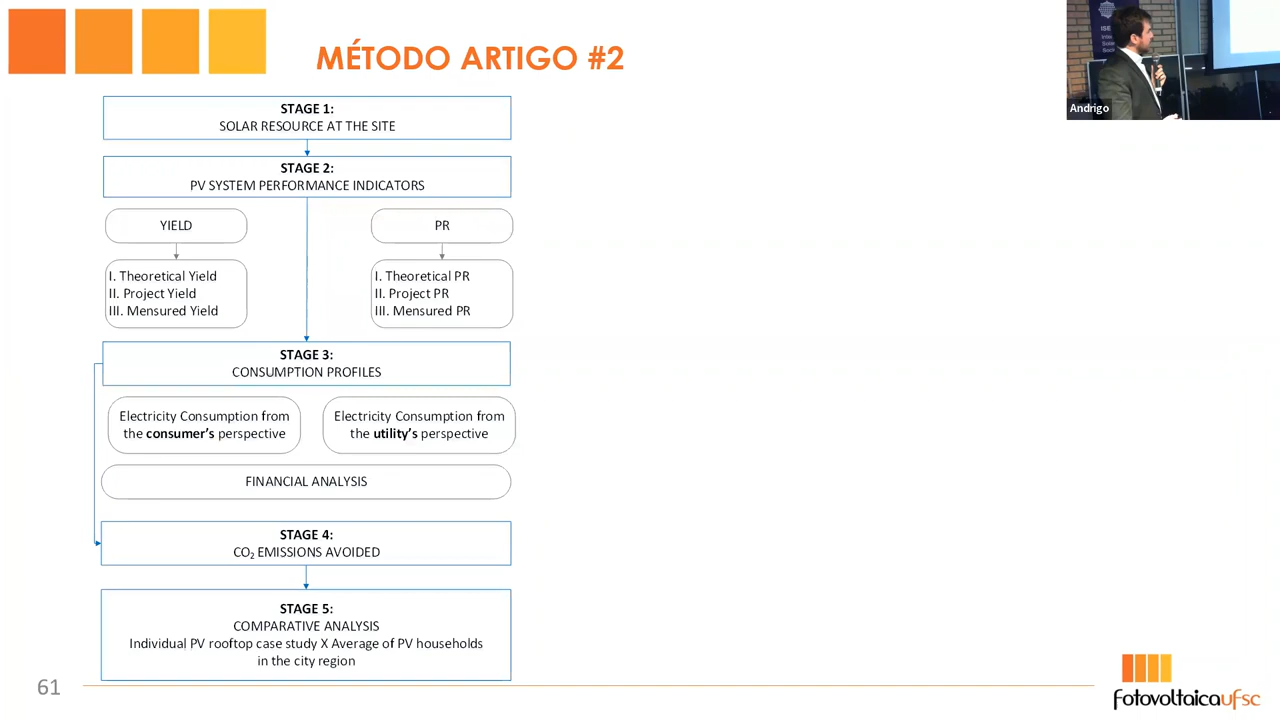 MÉTODO ARTIGO #2
STAGE 1:
SOLAR RESOURCE AT THE SITE
STAGE 2:
PV SYSTEM PERFORMANCE INDICATORS
YIELD
I. Theoretical Yield
II. Project Yield
III. Mensured Yield
PR
I. Theoretical PR
II. Project PR
III. Mensured PR
STAGE 3:
CONSUMPTION PROFILES
Electricity Consumption from
the consumer's perspective
Electricity Consumption from
the utility's perspective
FINANCIAL ANALYSIS
STAGE 4:
CO₂ EMISSIONS AVOIDED
STAGE 5:
COMPARATIVE ANALYSIS
Individual PV rooftop case study X Average of PV households
in the city region
61
fotovoltaicaufsc
Andrigo